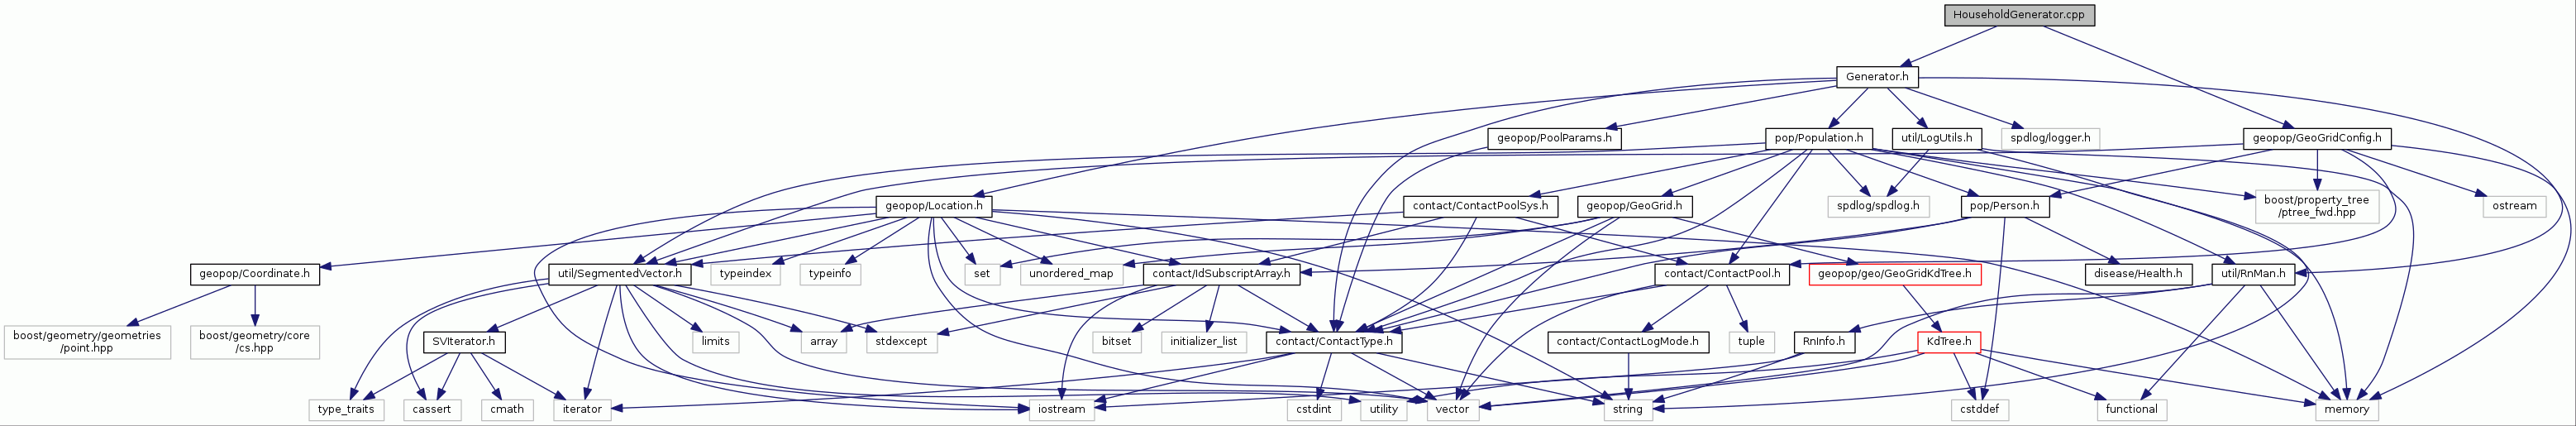 HouseholdGenerator.cpp
Generator.h
geopop/PoolParams.h
pop/Population.h
util/LogUtils.h
spdlog/logger.h
geopop/GeoGridConfig.h
geopop/Location.h
contact/ContactPoolSys.h
geopop/GeoGrid.h
spdlog/spdlog.h
pop/Person.h
boost/property_tree
/ptree_fwd.hpp
ostream
geopop/Coordinate.h
util/SegmentedVector.h
typeindex
typeinfo
set
unordered_map
contact/IdSubscriptArray.h
contact/ContactPool.h
geopop/geo/GeoGridKdTree.h
disease/Health.h
util/RnMan.h
boost/geometry/geometries
/point.hpp
boost/geometry/core
/cs.hpp
SVIterator.h
limits
array
stdexcept
bitset
initializer_list
contact/ContactType.h
contact/ContactLogMode.h
tuple
RnInfo.h
KdTree.h
type_traits
cassert
cmath
iterator
iostream
cstdint
utility
vector
string
cstddef
functional
memory